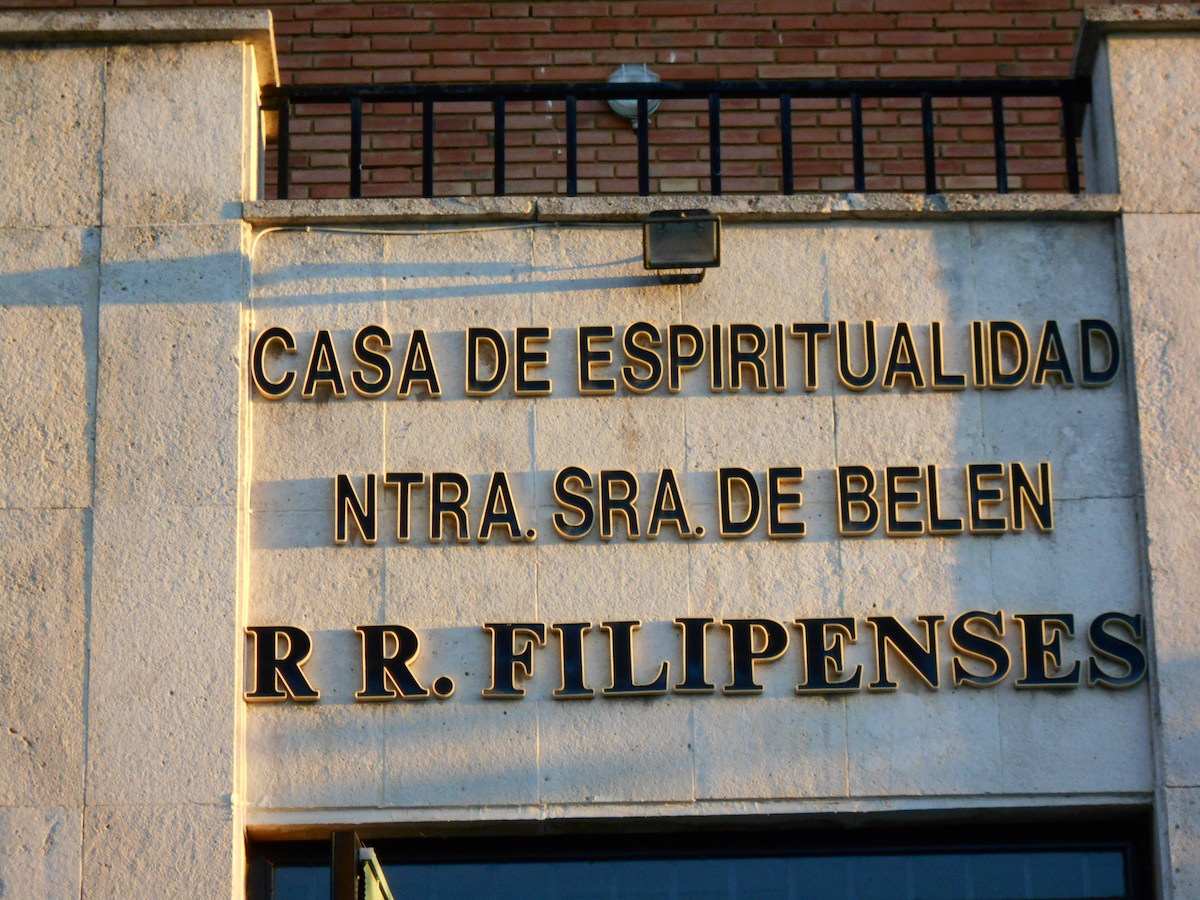 CASA DE ESPIRITUALIDAD
NTRA. SRA. DE BELEN
R R. FILIPENSES